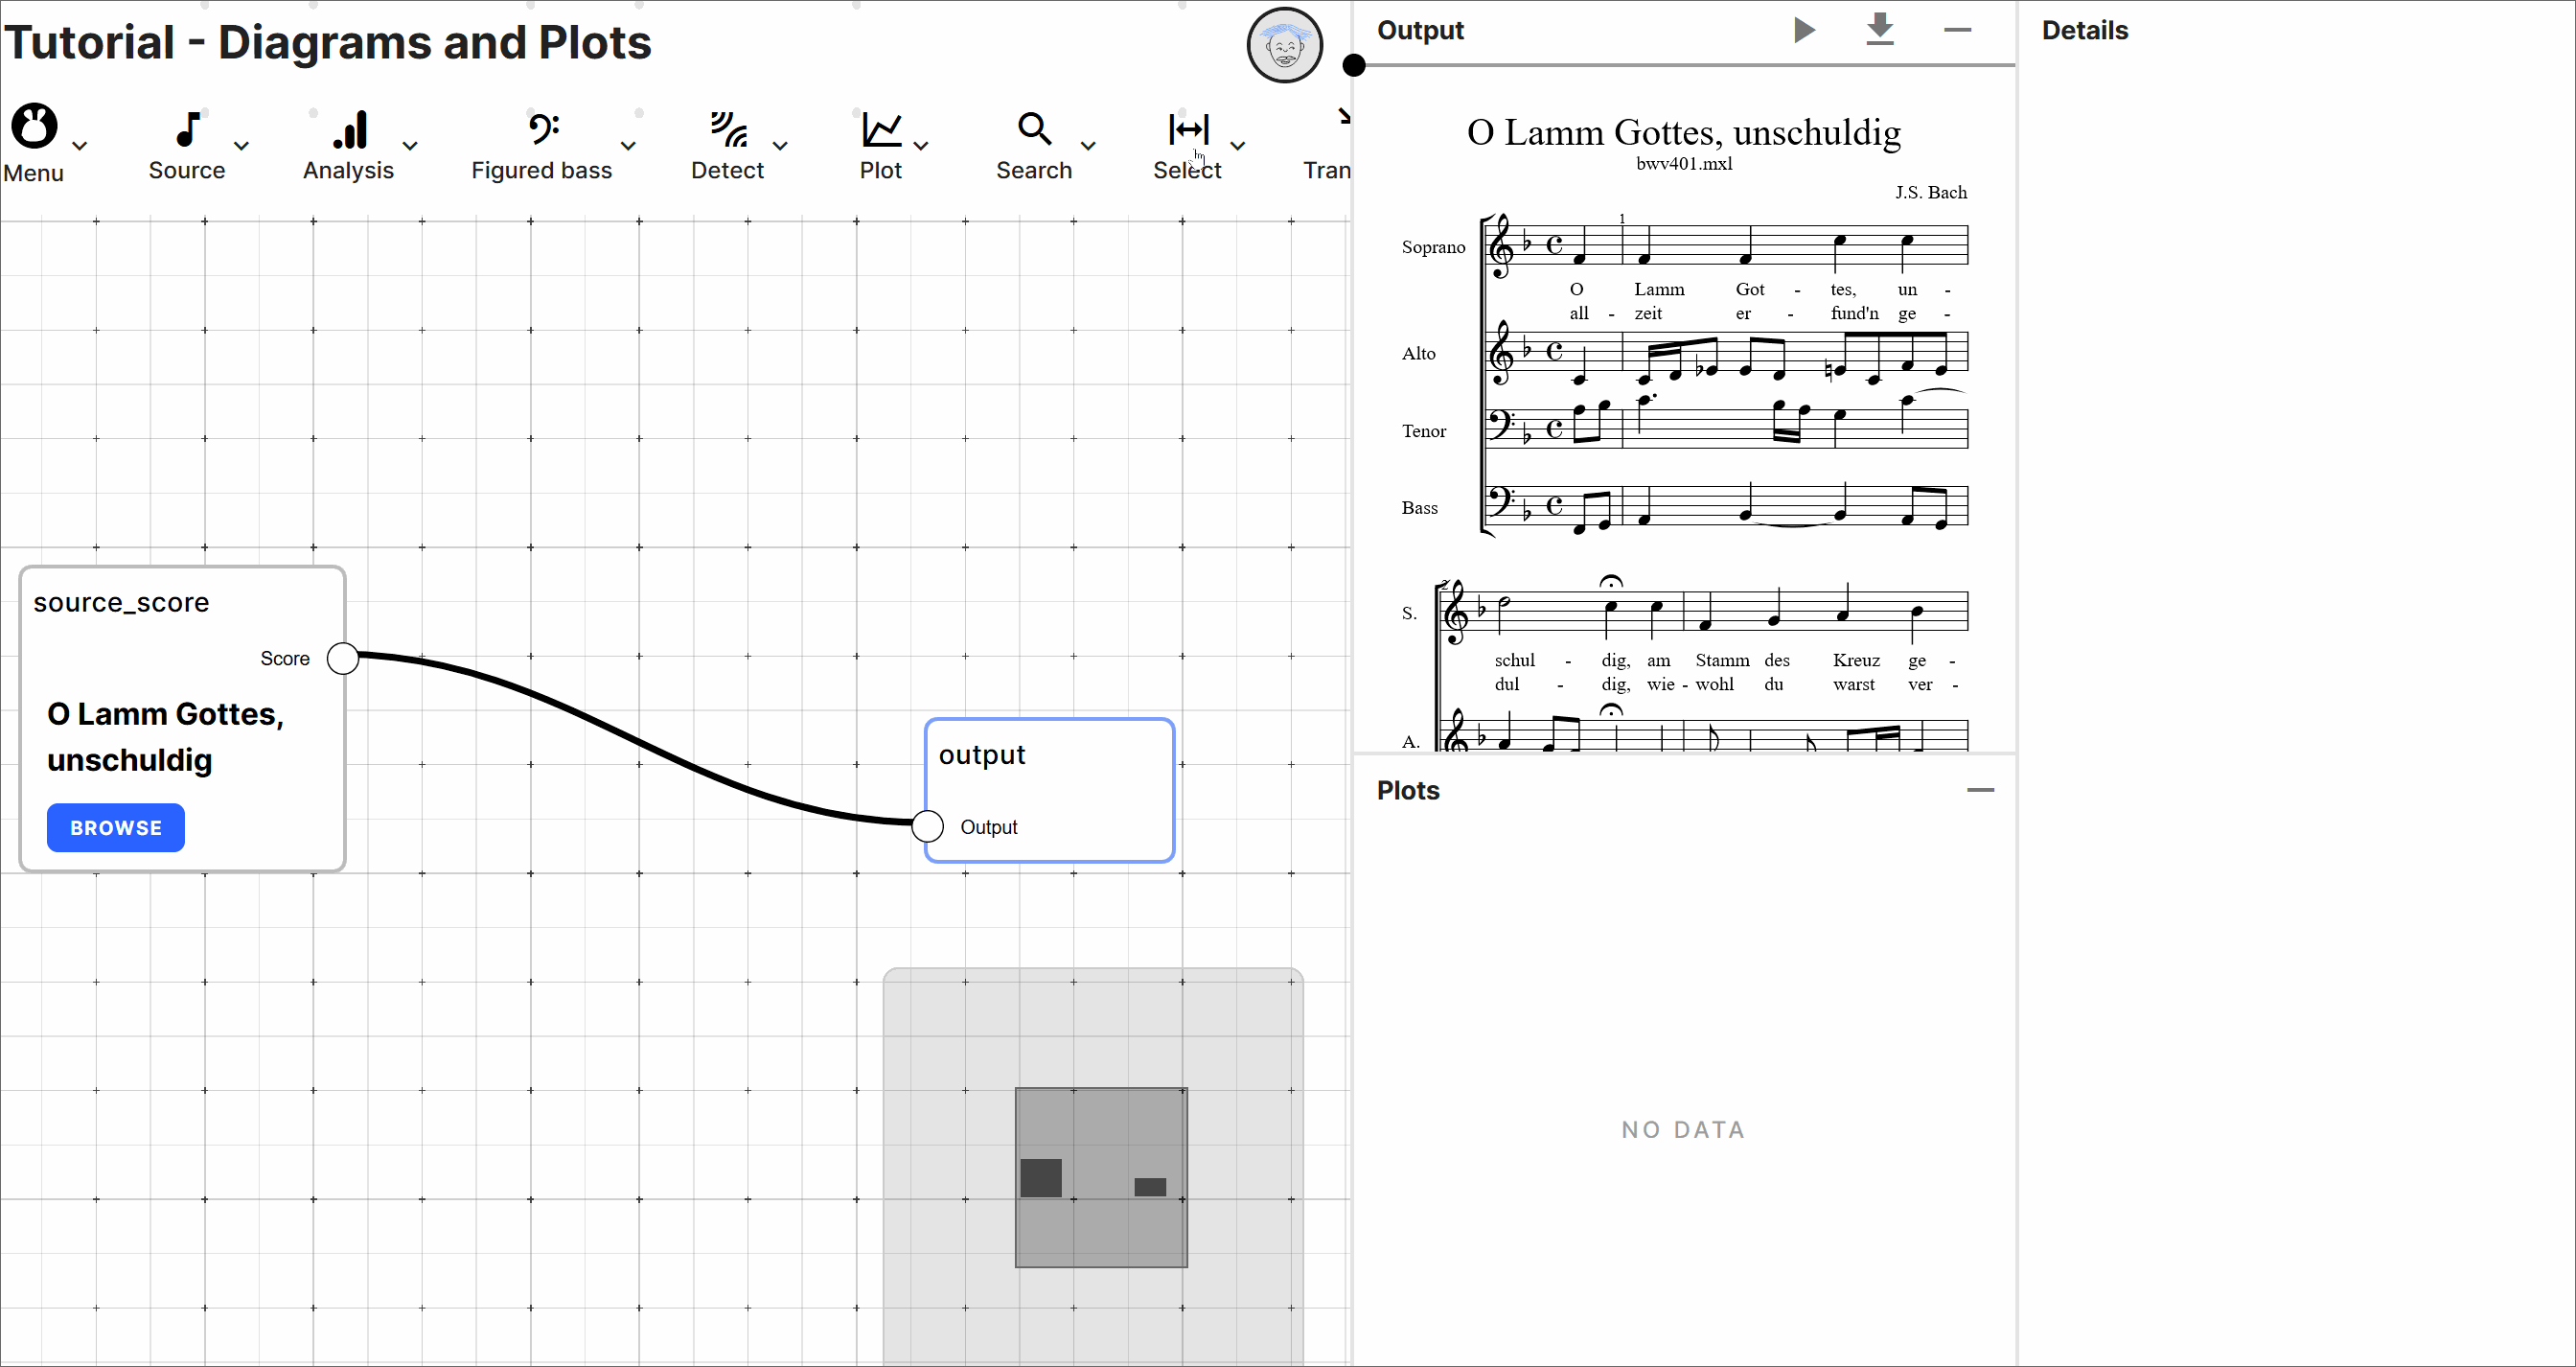 Tutorial - Diagrams and Plots
Menu Source Analysis Figured bass Detect Plot Search Select Tran
source_score
Score
O Lamm Gottes,
unschuldig
BROWSE
output
Output
Output
O Lamm Gottes, unschuldig
bwv401.mxl
J.S. Bach
1
Soprano
O Lamm Got - tes, un -
all - zeit er - fund'n ge -
Alto
Tenor
Bass
2
S.
schul - dig, am Stamm des Kreuz ge -
dul - dig, wie - wohl du warst ver -
A.
Plots
NO DATA
Details